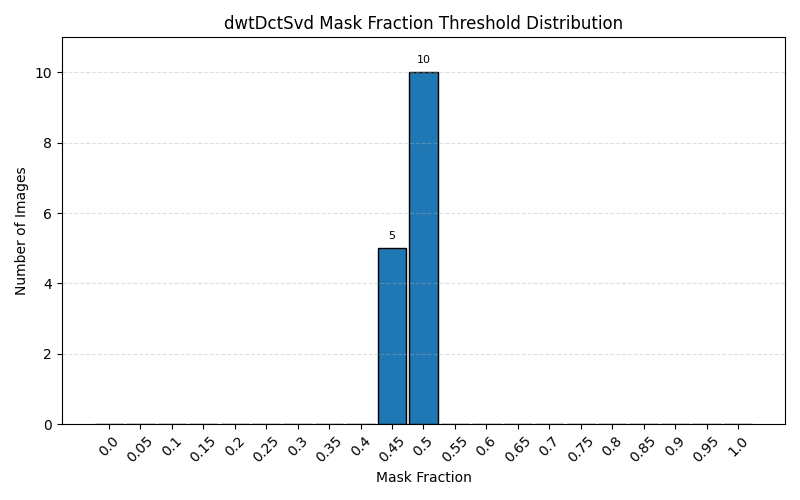 dwtDctSvd Mask Fraction Threshold Distribution
10
5
Number of Images
10
8
6
4
2
0
0.0 0.05 0.1 0.15 0.2 0.25 0.3 0.35 0.4 0.45 0.5 0.55 0.6 0.65 0.7 0.75 0.8 0.85 0.9 0.95 1.0
Mask Fraction